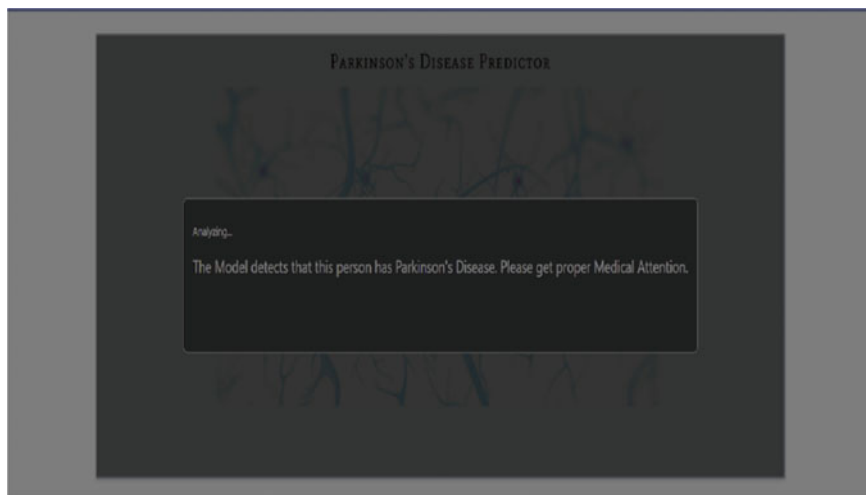 PARKINSON'S DISEASE PREDICTOR
Analyzing...
The Model detects that this person has Parkinson's Disease. Please get proper Medical Attention.